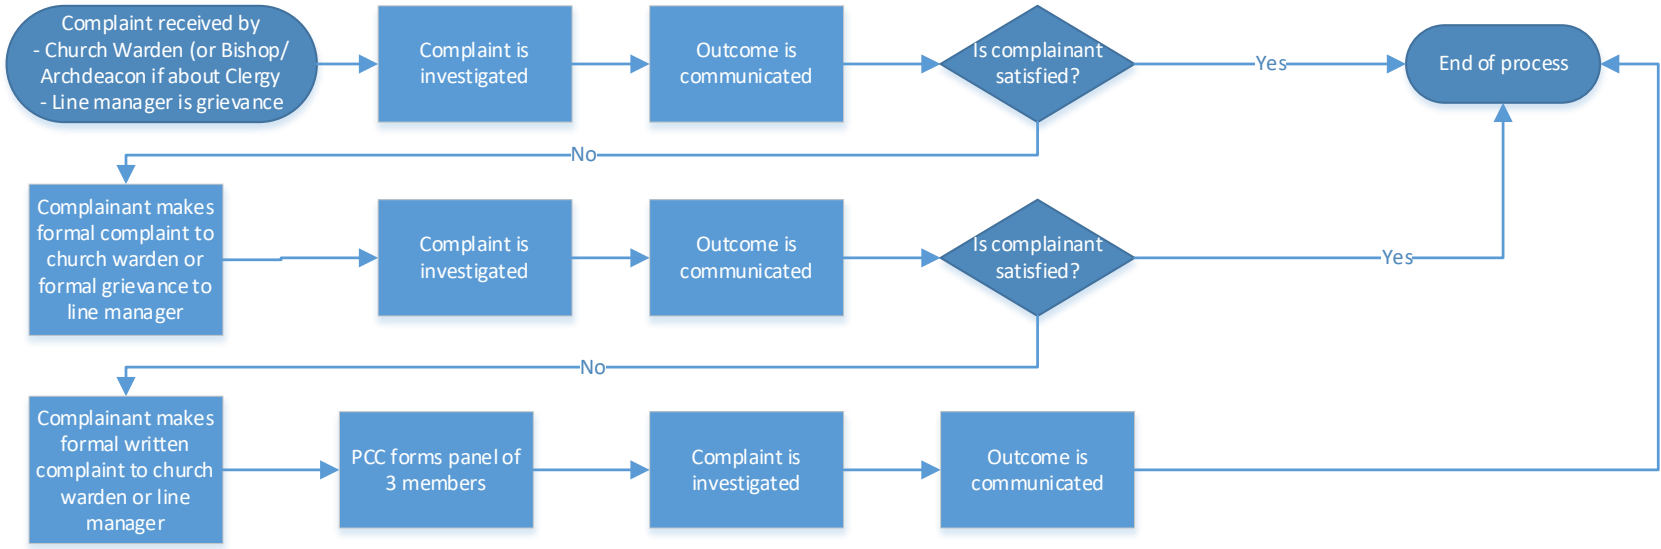 Complaint received by
- Church Warden (or Bishop/
Archdeacon if about Clergy
- Line manager is grievance
Complaint is
investigated
Outcome is
communicated
Is complainant
satisfied?
Yes
End of process
No
Complainant makes
formal complaint to
church warden or
formal grievance to
line manager
Complaint is
investigated
Outcome is
communicated
Is complainant
satisfied?
Yes
No
Complainant makes
formal written
complaint to church
warden or line
manager
PCC forms panel of
3 members
Complaint is
investigated
Outcome is
communicated